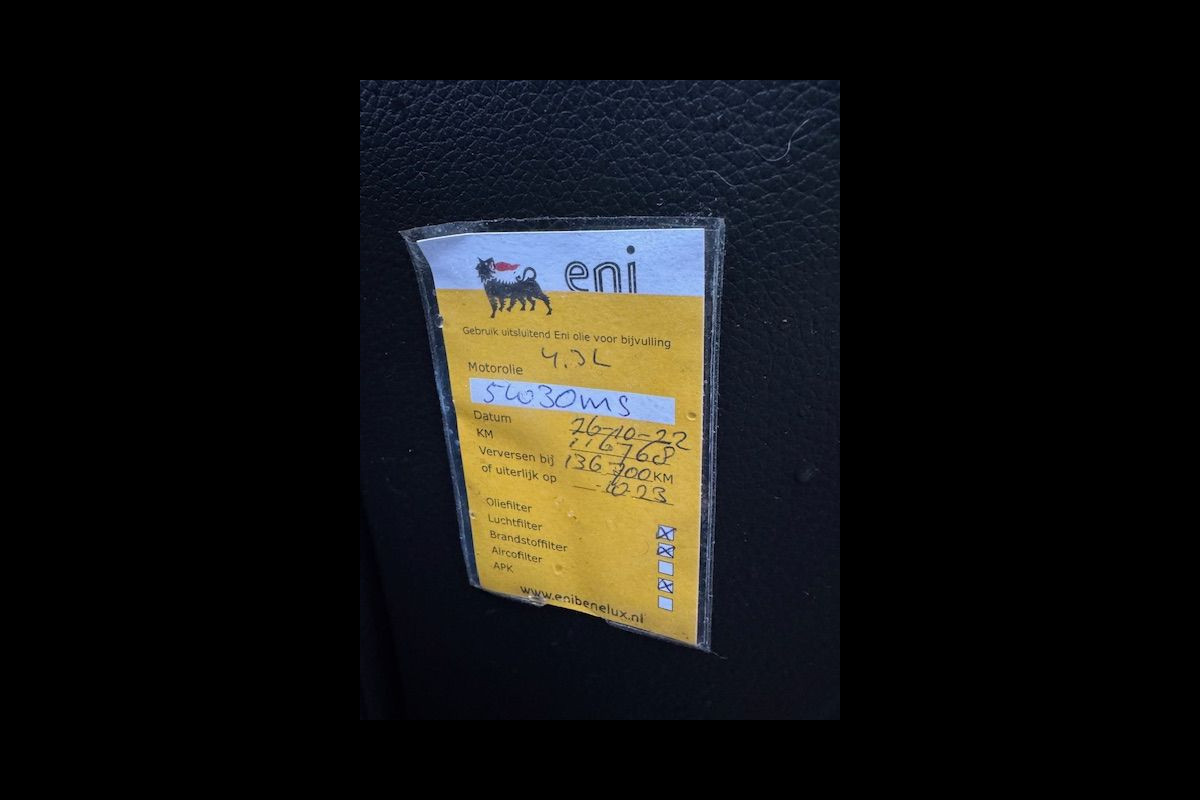 eni
Gebruik uitsluitend Eni olie voor bijvulling
4.3L
Motorolie
5W30ms
Datum 26-10-22
KM 116768
Verversen bij 136700 KM
of uiterlijk op -10-23
Oliefilter
Luchtfilter
Brandstoffilter
Aircofilter
APK
www.enibenelux.nl